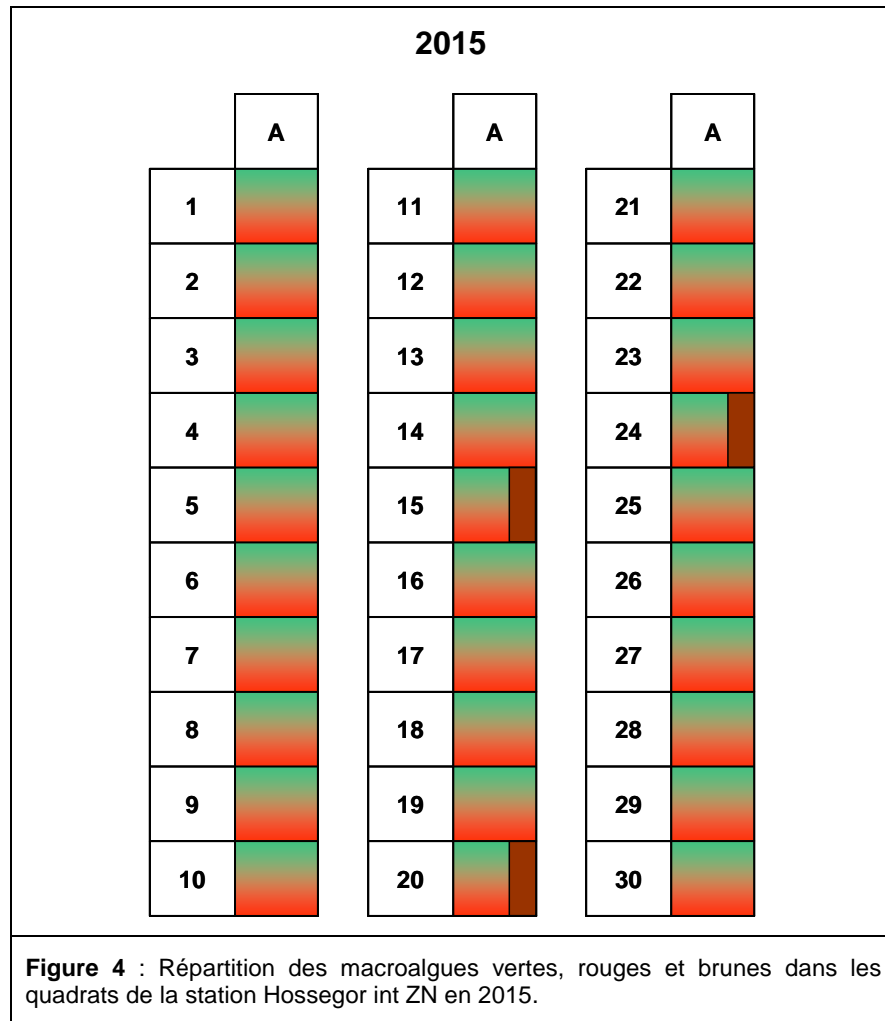 2015
A A A
1 11 21
2 12 22
3 13 23
4 14 24
5 15 25
6 16 26
7 17 27
8 18 28
9 19 29
10 20 30
Figure 4 : Répartition des macroalgues vertes, rouges et brunes dans les
quadrats de la station Hossegor int ZN en 2015.